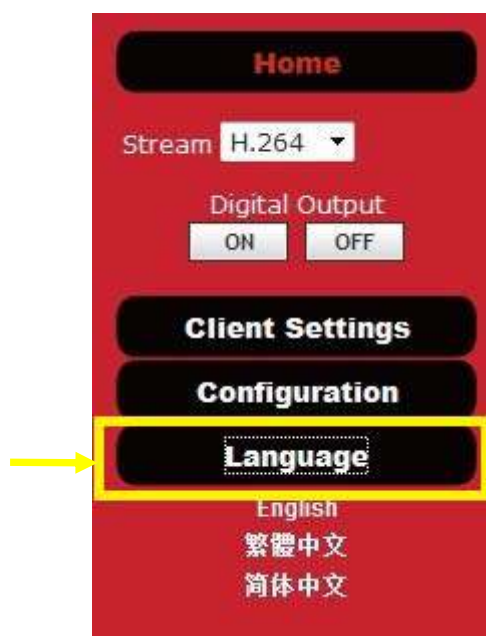 Home
Stream H.264
Digital Output
ON OFF
Client Settings
Configuration
Language
English
繁體中文
简体中文